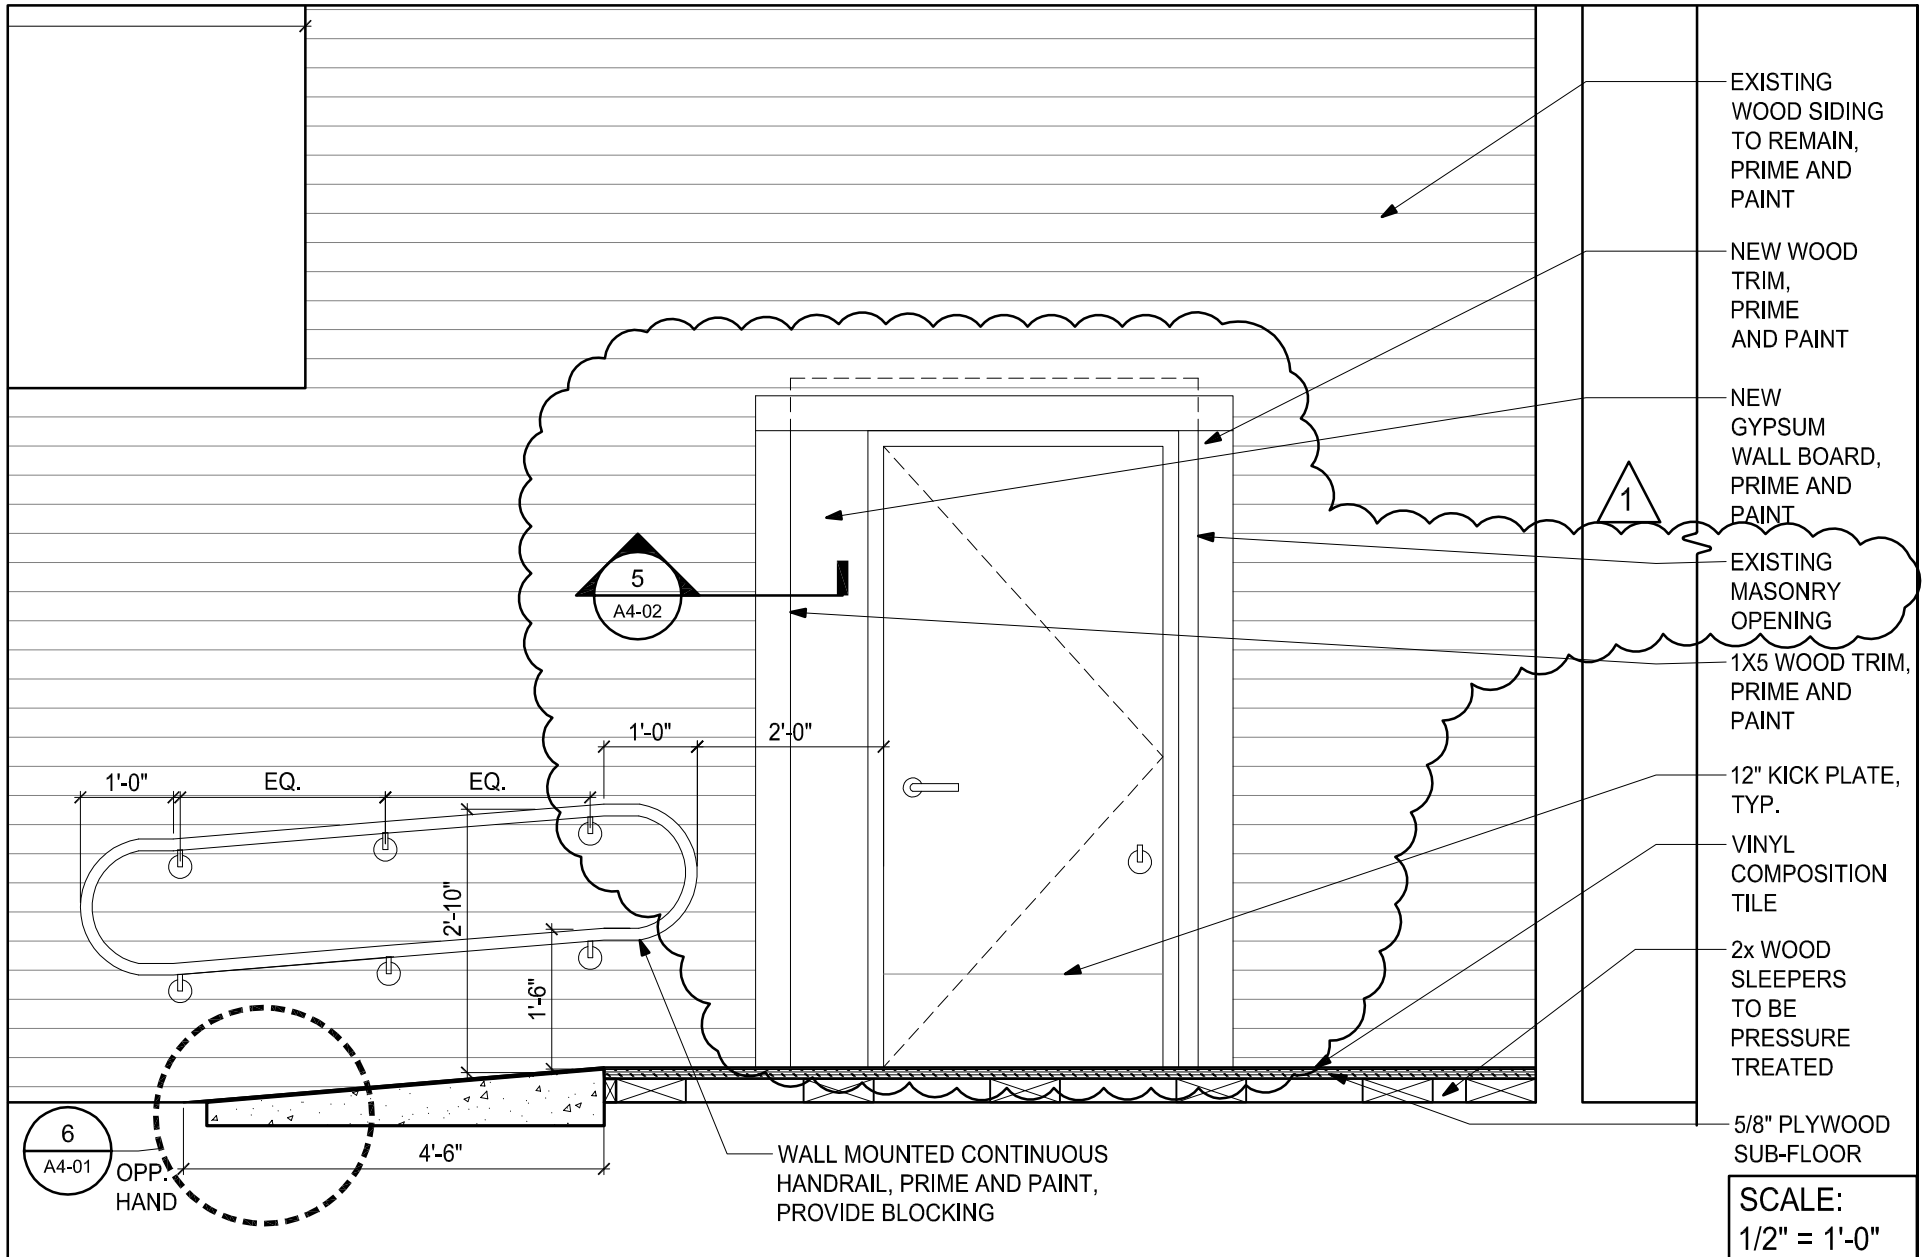 EXISTING
WOOD SIDING
TO REMAIN,
PRIME AND
PAINT
NEW WOOD
TRIM,
PRIME
AND PAINT
NEW
GYPSUM
WALL BOARD,
PRIME AND
PAINT
1
EXISTING
MASONRY
OPENING
5
A4-02
1X5 WOOD TRIM,
PRIME AND
PAINT
1'-0"
2'-0"
1'-0"
EQ.
EQ.
12" KICK PLATE,
TYP.
VINYL
COMPOSITION
TILE
2'-10"
1'-6"
2x WOOD
SLEEPERS
TO BE
PRESSURE
TREATED
5/8" PLYWOOD
SUB-FLOOR
6
A4-01
OPP.
HAND
4'-6"
WALL MOUNTED CONTINUOUS
HANDRAIL, PRIME AND PAINT,
PROVIDE BLOCKING
SCALE:
1/2" = 1'-0"